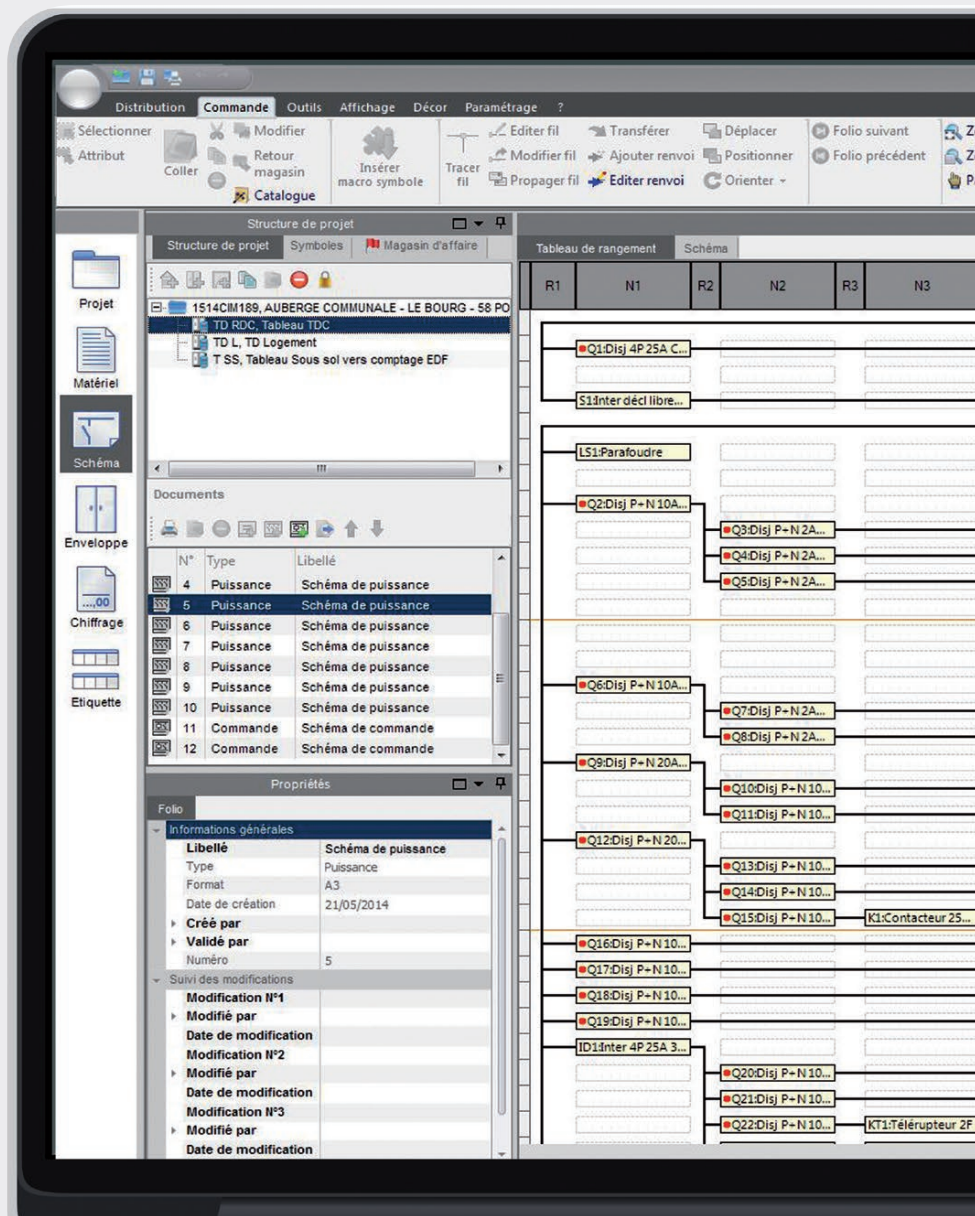 Distribution Commande Outils Affichage Décor Paramétrage ?
Sélectionner
Attribut
Coller
Modifier
Retour magasin
Catalogue
Insérer macro symbole
Tracer fil
Editer fil
Modifier fil
Propager fil
Transférer
Ajouter renvoi
Editer renvoi
Déplacer
Positionner
Orienter
Folio suivant
Folio précédent
Z
Z
P
Projet
Matériel
Schéma
Enveloppe
...,00
Chiffrage
Etiquette
Structure de projet
Structure de projet Symboles Magasin d'affaire
1514CIM189, AUBERGE COMMUNALE - LE BOURG - 58 PO
TD RDC, Tableau TDC
TD L, TD Logement
T SS, Tableau Sous sol vers comptage EDF
Documents
N° Type Libellé
4 Puissance Schéma de puissance
5 Puissance Schéma de puissance
6 Puissance Schéma de puissance
7 Puissance Schéma de puissance
8 Puissance Schéma de puissance
9 Puissance Schéma de puissance
10 Puissance Schéma de puissance
11 Commande Schéma de commande
12 Commande Schéma de commande
Propriétés
Folio
Informations générales
Libellé Schéma de puissance
Type Puissance
Format A3
Date de création 21/05/2014
Créé par
Validé par
Numéro 5
Suivi des modifications
Modification N°1
Modifié par
Date de modification
Modification N°2
Modifié par
Date de modification
Modification N°3
Modifié par
Date de modification
Tableau de rangement Schéma
R1 N1 R2 N2 R3 N3
Q1:Disj 4P 25A C...
S1:Inter décl libre...
LS1:Parafoudre
Q2:Disj P+N 10A...
Q3:Disj P+N 2A...
Q4:Disj P+N 2A...
Q5:Disj P+N 2A...
Q6:Disj P+N 10A...
Q7:Disj P+N 2A...
Q8:Disj P+N 2A...
Q9:Disj P+N 20A...
Q10:Disj P+N 10...
Q11:Disj P+N 10...
Q12:Disj P+N 20...
Q13:Disj P+N 10...
Q14:Disj P+N 10...
Q15:Disj P+N 10... K1:Contacteur 25...
Q16:Disj P+N 10...
Q17:Disj P+N 10...
Q18:Disj P+N 10...
Q19:Disj P+N 10...
ID1:Inter 4P 25A 3...
Q20:Disj P+N 10...
Q21:Disj P+N 10...
Q22:Disj P+N 10... KT1:Télérupteur 2F